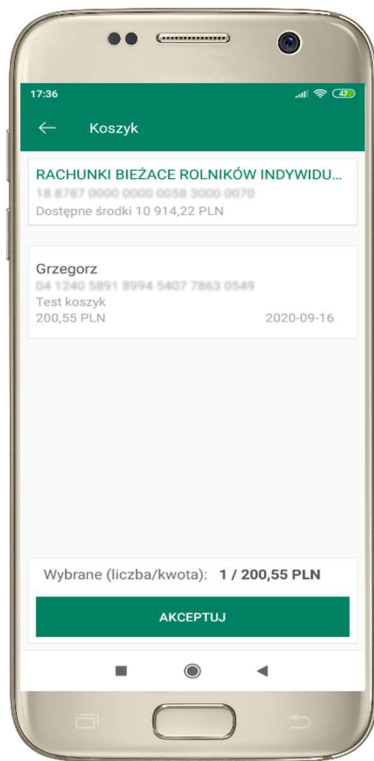 17:36
47
Koszyk
RACHUNKI BIEŻACE ROLNIKÓW INDYWIDU...
18 8787 0000 0000 0058 3000 0070
Dostępne środki 10 914,22 PLN
Grzegorz
04 1240 5891 8994 5407 7863 0549
Test koszyk
200,55 PLN 2020-09-16
Wybrane (liczba/kwota): 1 / 200,55 PLN
AKCEPTUJ